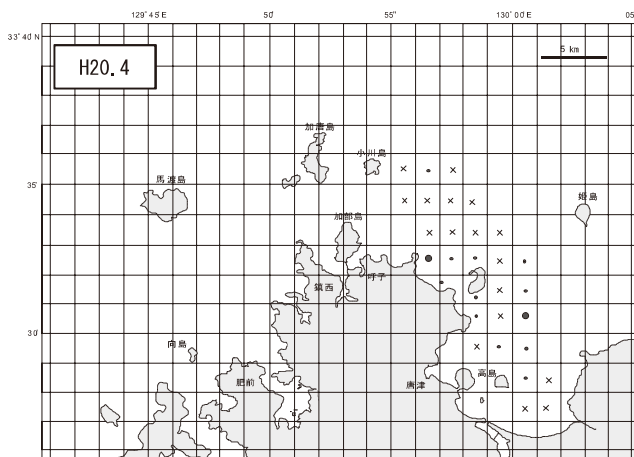 129°45'E 50' 55' 130°00'E 05
33°40'N
H20.4
5 km
加唐島
小川島
馬渡島
姫島
35'
加部島
呼子
鎮西
30'
向島
高島
肥前
唐津